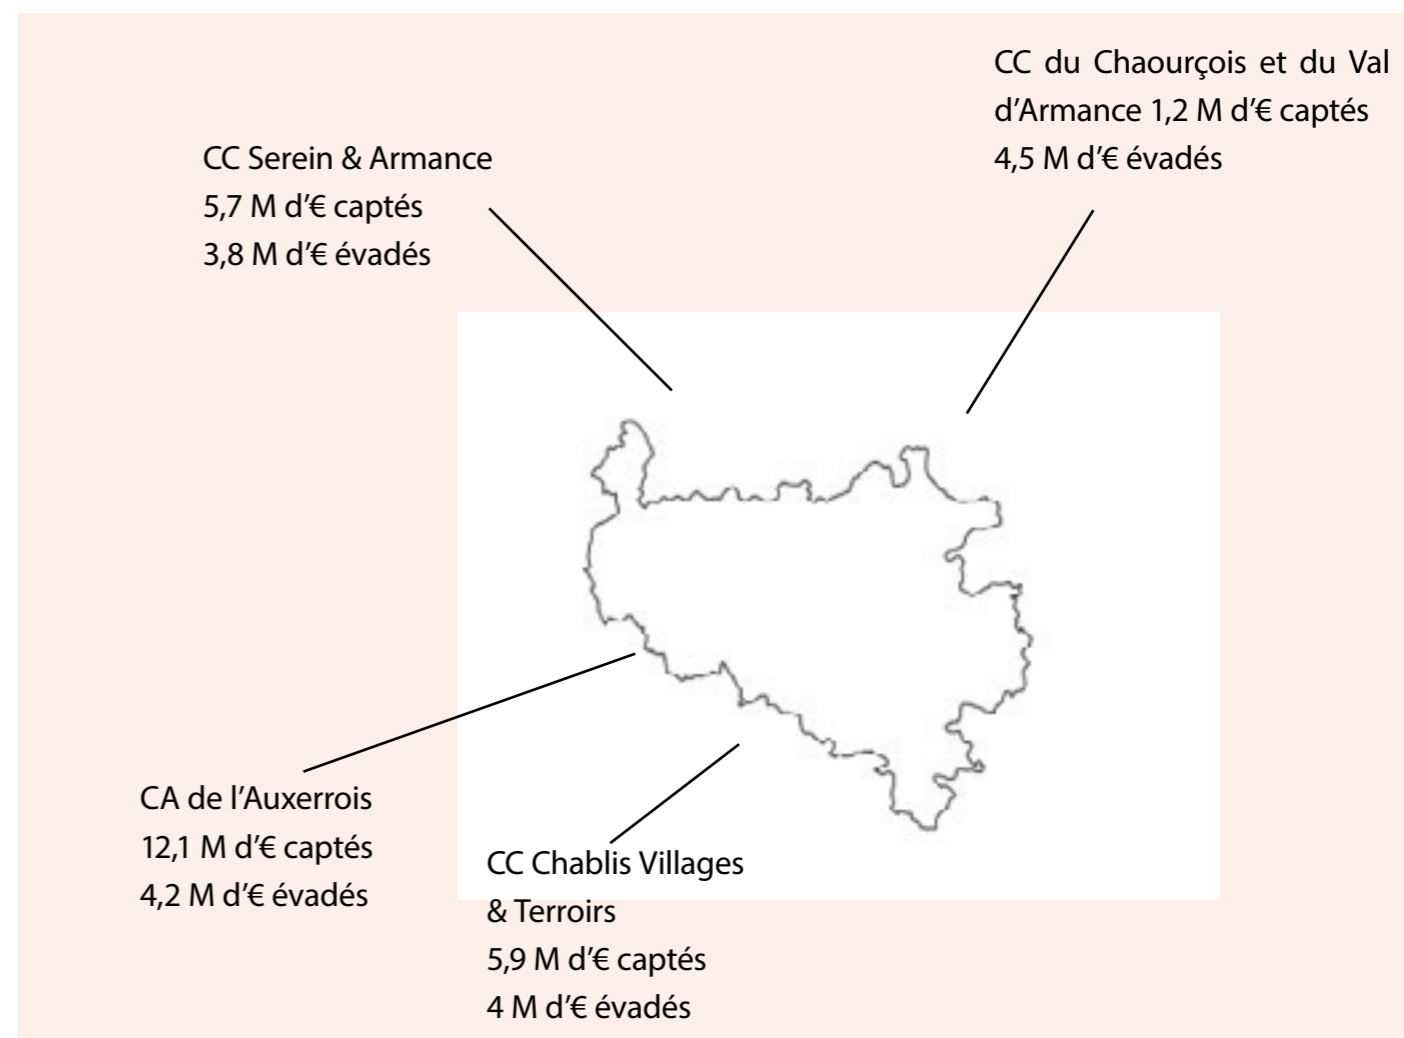 CC du Chaourçois et du Val
d’Armance 1,2 M d’€ captés
4,5 M d’€ évadés
CC Serein & Armance
5,7 M d’€ captés
3,8 M d’€ évadés
CA de l’Auxerrois
12,1 M d’€ captés
4,2 M d’€ évadés
CC Chablis Villages
& Terroirs
5,9 M d’€ captés
4 M d’€ évadés